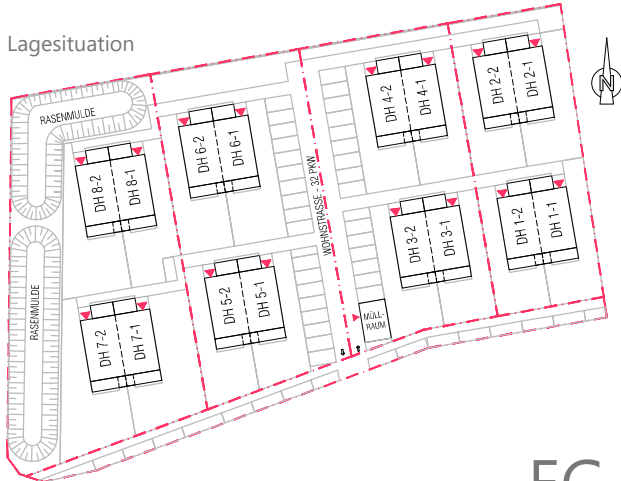 Lagesituation
RASENMULDE
DH 4-2
DH 4-1
DH 2-2
DH 2-1
N
DH 6-2
DH 6-1
DH 8-2
DH 8-1
WOHNSTRASSE - 32 PKW
DH 3-2
DH 3-1
DH 1-2
DH 1-1
RASENMULDE
DH 5-2
DH 5-1
DH 7-2
DH 7-1
MÜLL-
RAUM
EG